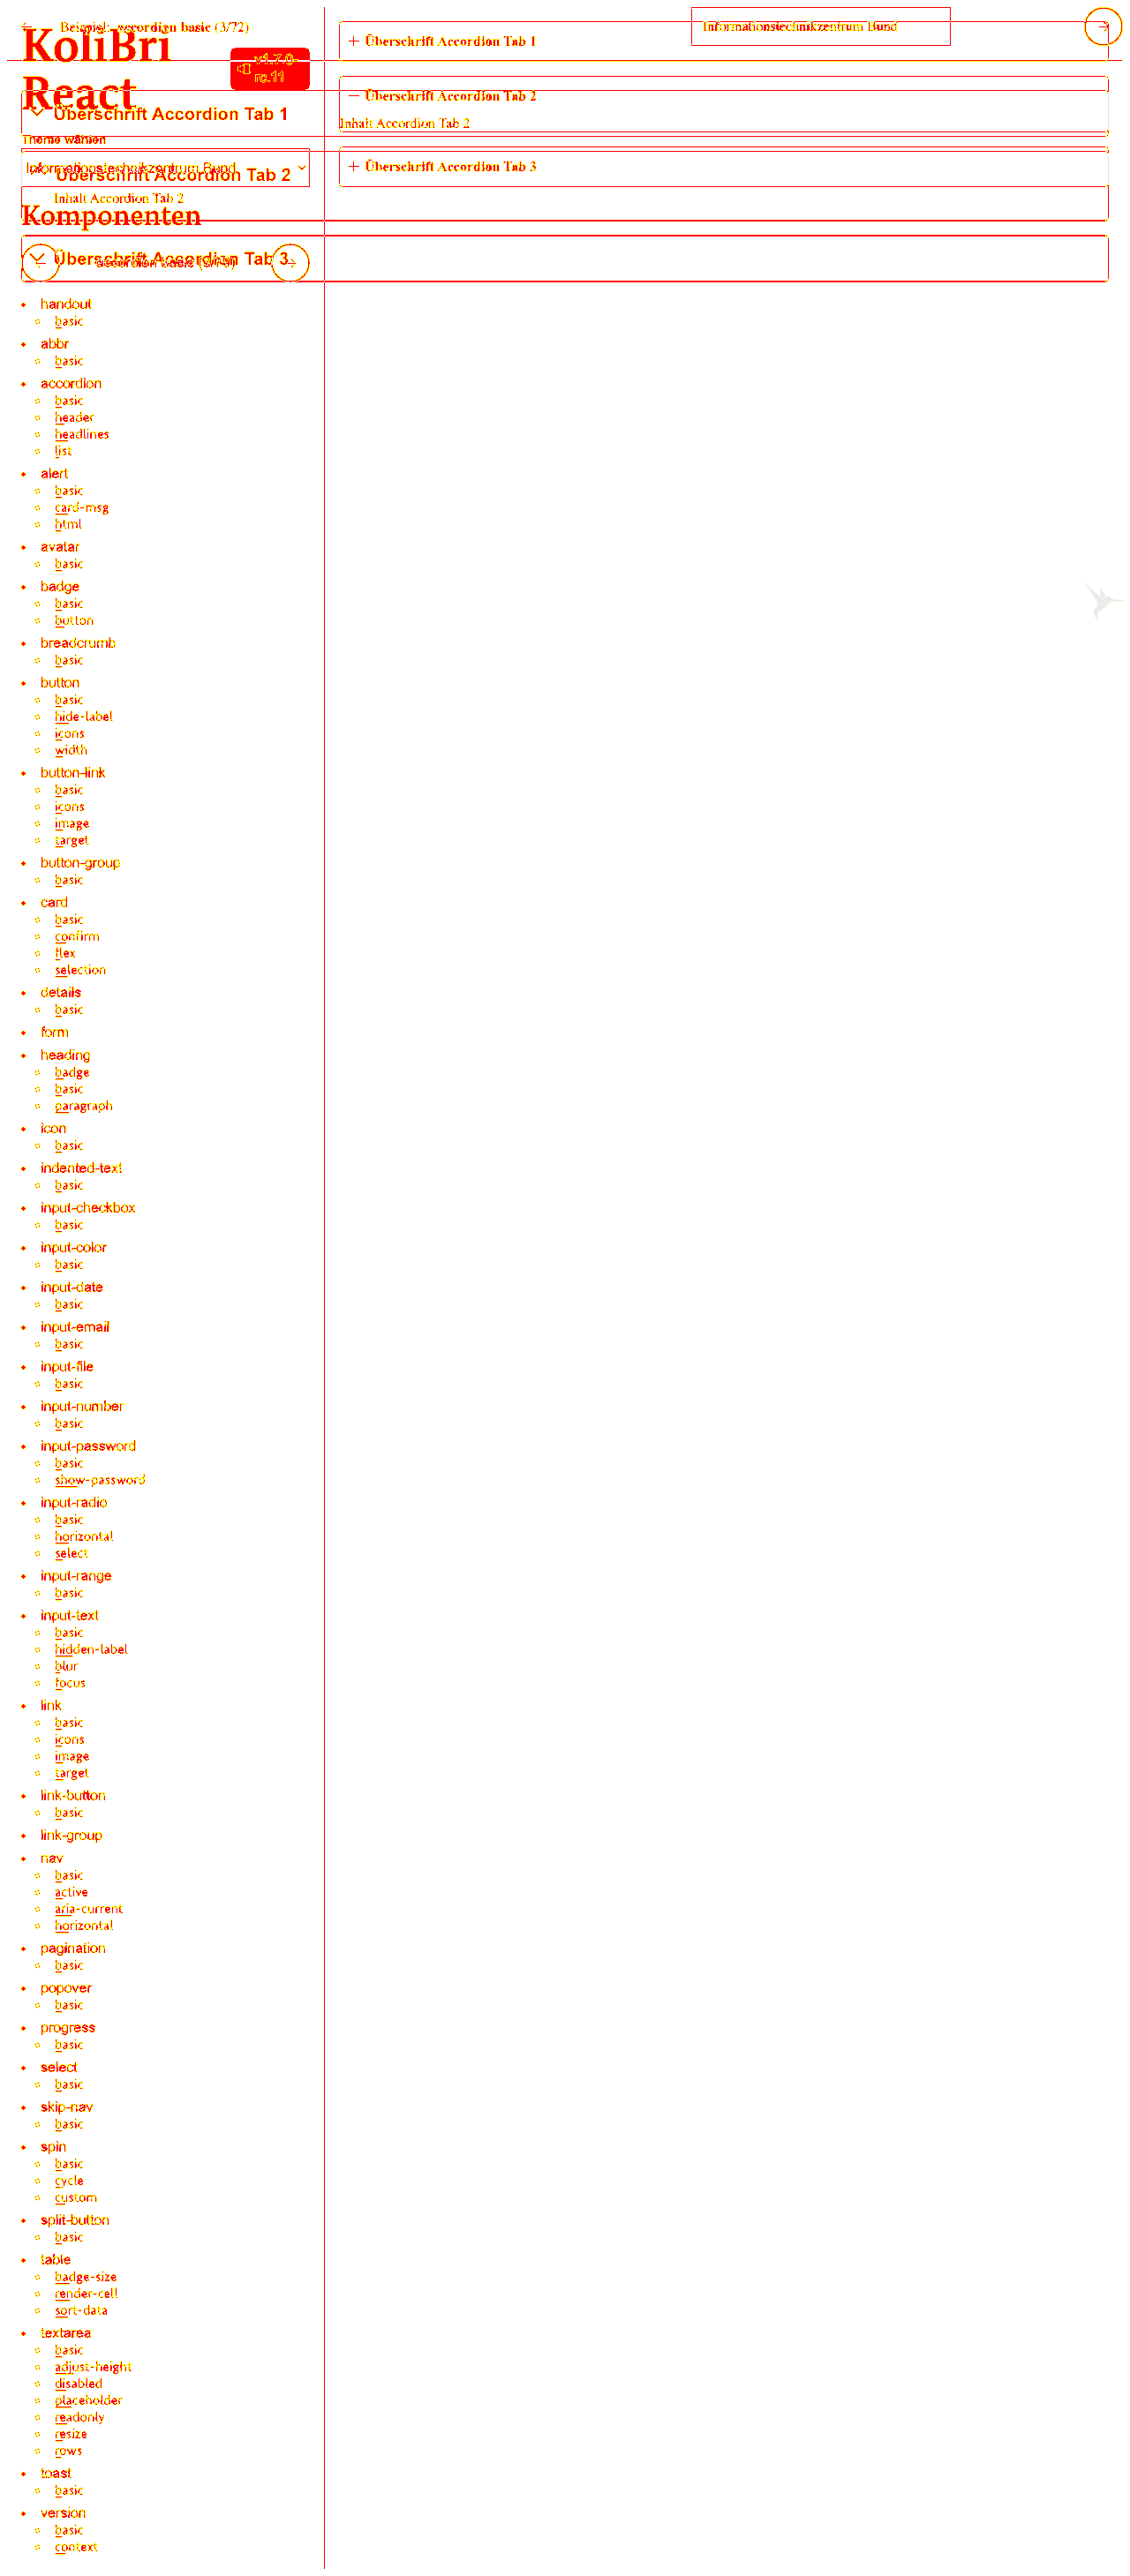 Beispiel: accordion basic (3/72)
Informationstechnikzentrum Bund
KoliBri
React
v1.7.0-
rc.11
Überschrift Accordion Tab 1
Überschrift Accordion Tab 2
Inhalt Accordion Tab 2
Überschrift Accordion Tab 3
Überschrift Accordion Tab 1
Theme wählen
Informationstechnikzentrum Bund
Überschrift Accordion Tab 2
Inhalt Accordion Tab 2
Komponenten
Überschrift Accordion Tab 3
accordion basic
handout
basic
abbr
basic
accordion
basic
header
headlines
list
alert
basic
card-msg
html
avatar
basic
badge
basic
button
breadcrumb
basic
button
basic
hide-label
icons
width
button-link
basic
icons
image
target
button-group
basic
card
basic
confirm
flex
selection
details
basic
form
heading
badge
basic
paragraph
icon
basic
indented-text
basic
input-checkbox
basic
input-color
basic
input-date
basic
input-email
basic
input-file
basic
input-number
basic
input-password
basic
show-password
input-radio
basic
horizontal
select
input-range
basic
input-text
basic
hidden-label
blur
focus
link
basic
icons
image
target
link-button
basic
link-group
nav
basic
active
aria-current
horizontal
pagination
basic
popover
basic
progress
basic
select
basic
skip-nav
basic
spin
basic
cycle
custom
split-button
basic
table
badge-size
render-cell
sort-data
textarea
basic
adjust-height
disabled
placeholder
readonly
resize
rows
toast
basic
version
basic
context